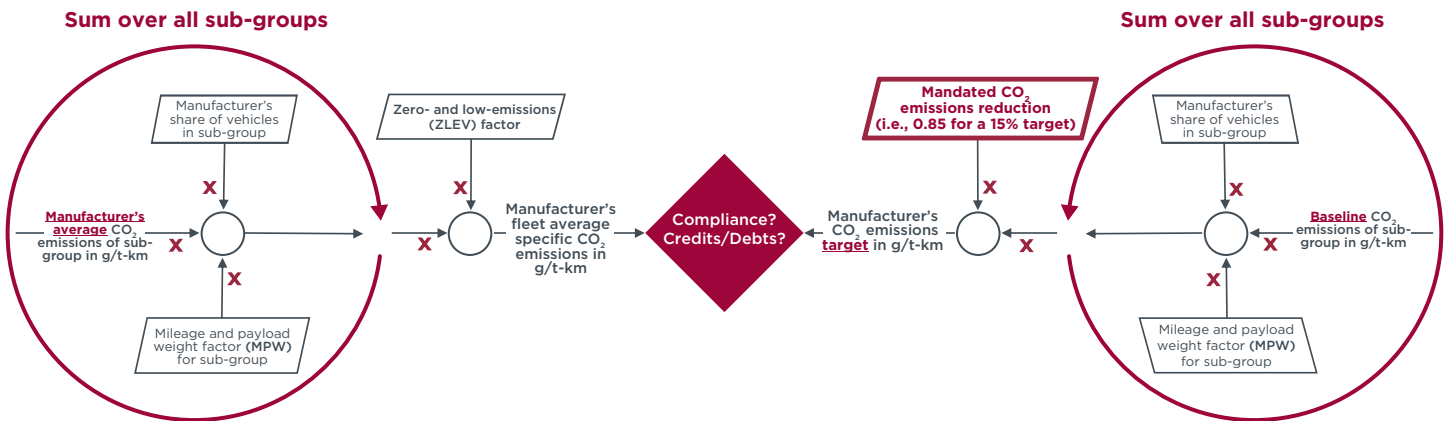 Sum over all sub-groups
Manufacturer's
share of vehicles
in sub-group
X
Manufacturer's
average CO₂
emissions of sub-
group in g/t-km
X
X
Mileage and payload
weight factor (MPW)
for sub-group
Zero- and low-emissions
(ZLEV) factor
X
X
Manufacturer's
fleet average
specific CO₂
emissions in
g/t-km
Compliance?
Credits/Debts?
Mandated CO₂
emissions reduction
(i.e., 0.85 for a 15% target)
X
Manufacturer's
CO₂ emissions
target in g/t-km
X
Sum over all sub-groups
Manufacturer's
share of vehicles
in sub-group
X
Baseline CO₂
emissions of sub-
group in g/t-km
X
X
Mileage and payload
weight factor (MPW)
for sub-group